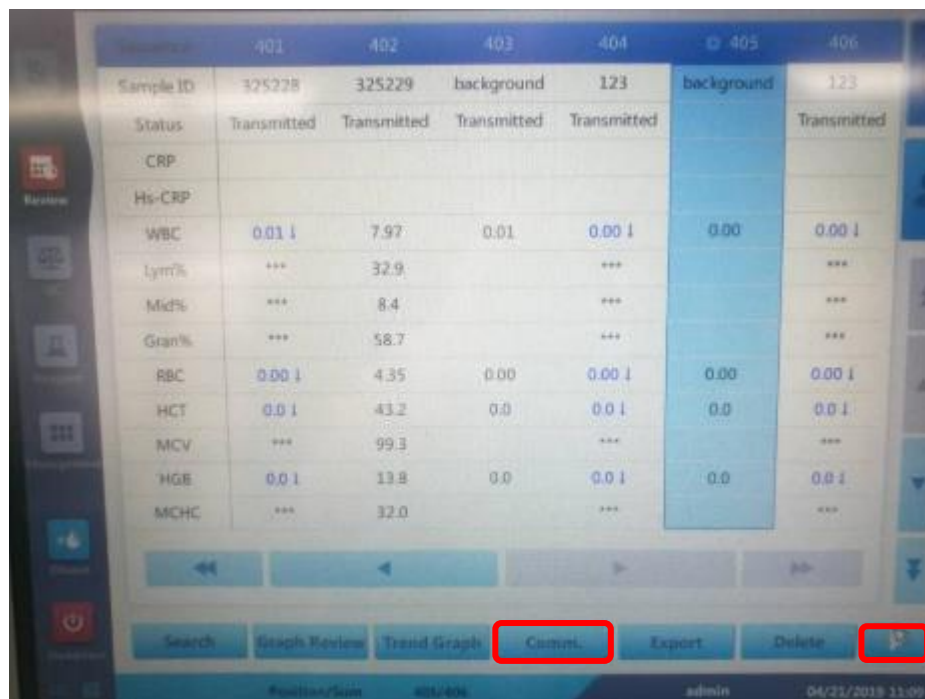 Sequence 401 402 403 404 405 406
Sample ID 325228 325229 background 123 background 123
Status Transmitted Transmitted Transmitted Transmitted Transmitted
CRP
Review
Hs-CRP
WBC 0.01 ↓ 7.97 0.01 0.00 ↓ 0.00 0.00 ↓
Lym% *** 32.9 *** ***
Mid% *** 8.4 *** ***
Gran% *** 58.7 *** ***
RBC 0.00 ↓ 4.35 0.00 0.00 ↓ 0.00 0.00 ↓
HCT 0.0 ↓ 43.2 0.0 0.0 ↓ 0.0 0.0 ↓
MCV *** 99.3 *** ***
HGB 0.0 ↓ 13.8 0.0 0.0 ↓ 0.0 0.0 ↓
MCHC *** 32.0 *** ***
Search Graph Review Trend Graph Comm. Export Delete
Position/Sum 405/406 admin 04/21/2019 11:09